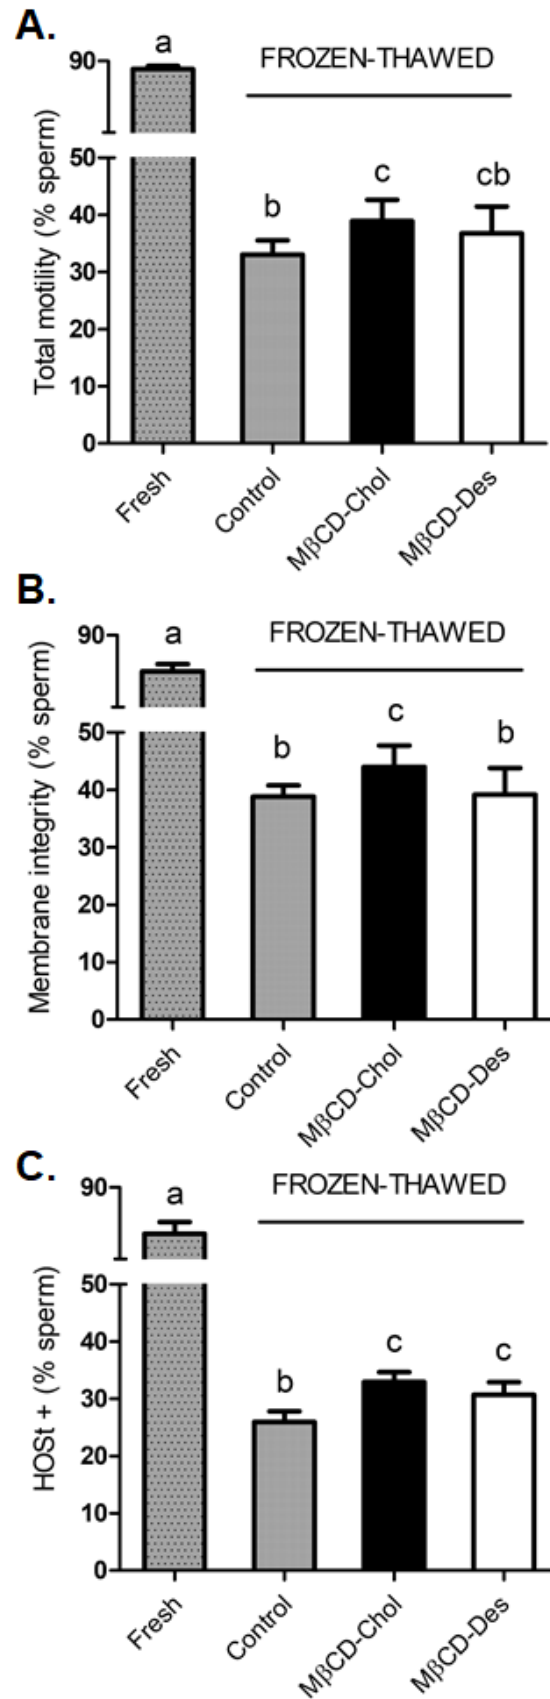 A.
a
FROZEN-THAWED
90
50
40
30
20
10
0
b
c
cb
Total motility (% sperm)
Fresh
Control
MβCD-Chol
MβCD-Des
B.
a
FROZEN-THAWED
90
50
40
30
20
10
0
b
c
b
Membrane integrity (% sperm)
Fresh
Control
MβCD-Chol
MβCD-Des
C.
a
FROZEN-THAWED
90
50
40
30
20
10
0
b
c
c
HOSt + (% sperm)
Fresh
Control
MβCD-Chol
MβCD-Des